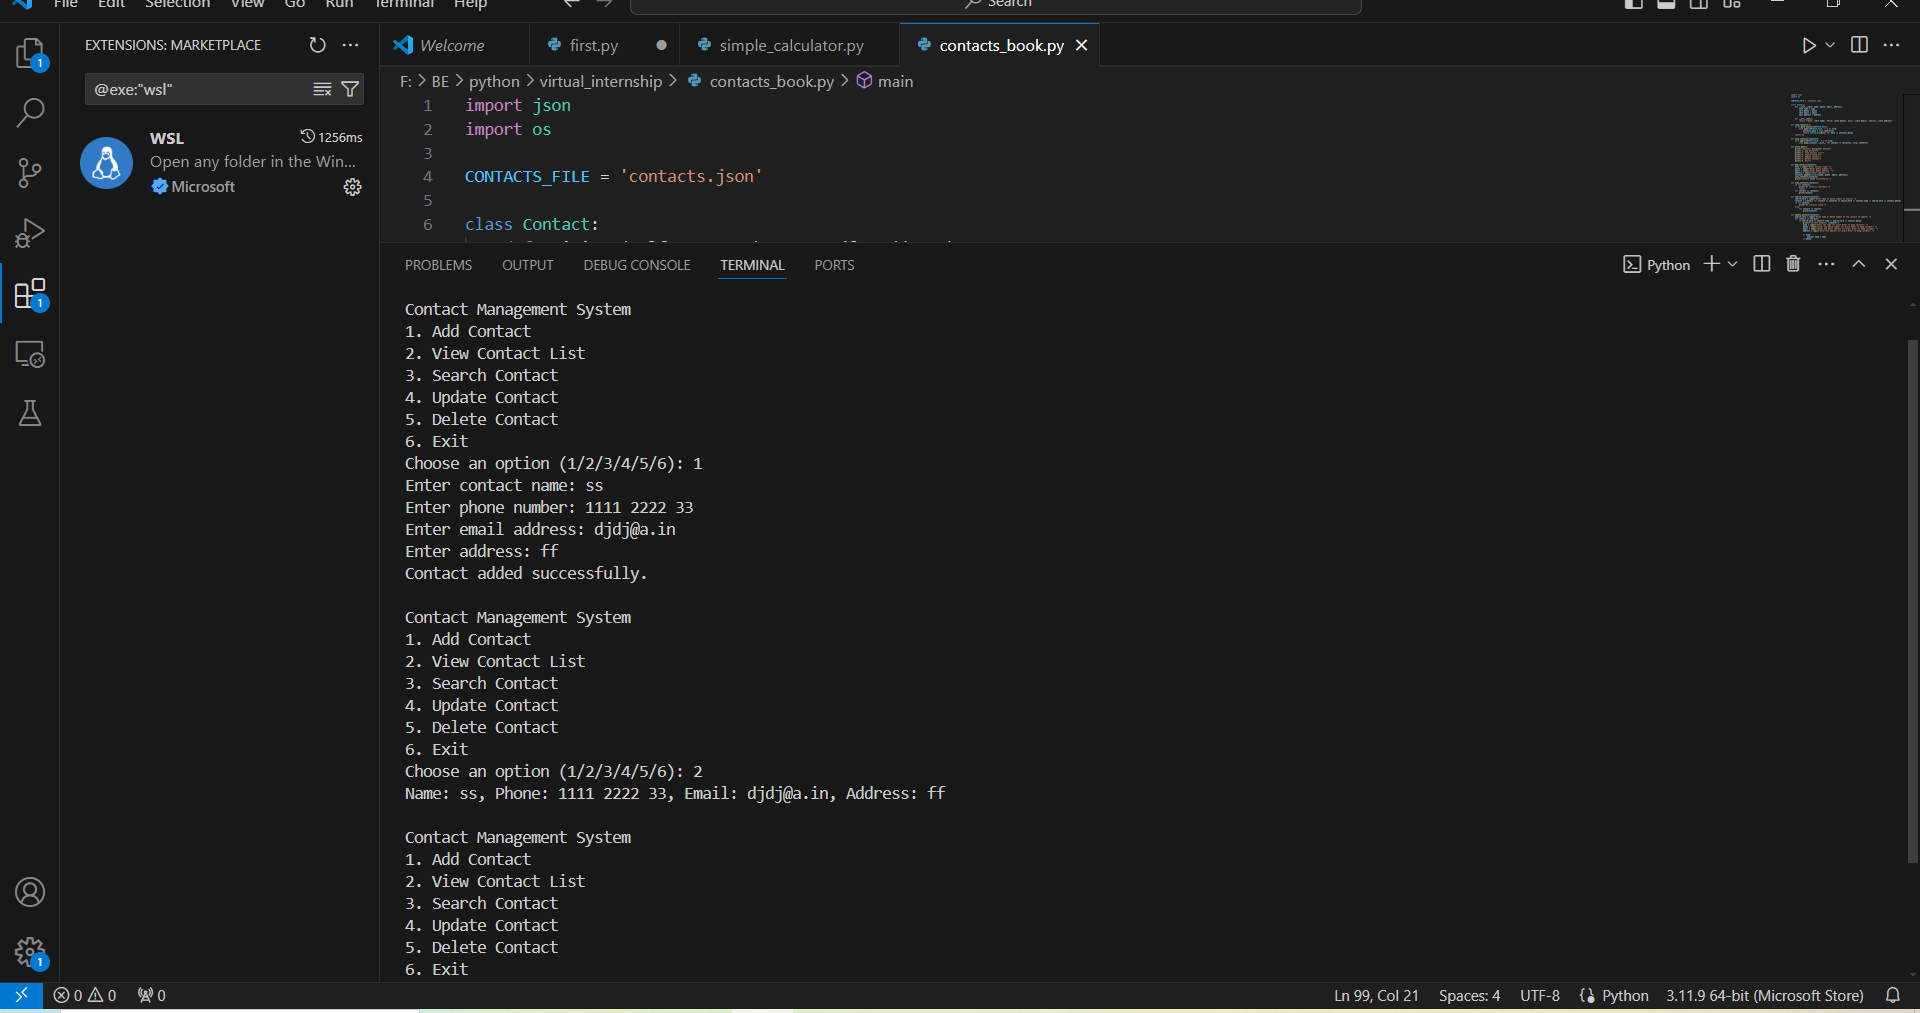 File Edit Selection View Go Run Terminal Help Search
EXTENSIONS: MARKETPLACE
@exe:"wsl"
WSL 1256ms
Open any folder in the Win...
Microsoft
Welcome first.py simple_calculator.py contacts_book.py
F: > BE > python > virtual_internship > contacts_book.py > main
1 import json
2 import os
3
4 CONTACTS_FILE = 'contacts.json'
5
6 class Contact:
PROBLEMS OUTPUT DEBUG CONSOLE TERMINAL PORTS Python
Contact Management System
1. Add Contact
2. View Contact List
3. Search Contact
4. Update Contact
5. Delete Contact
6. Exit
Choose an option (1/2/3/4/5/6): 1
Enter contact name: ss
Enter phone number: 1111 2222 33
Enter email address: djdj@a.in
Enter address: ff
Contact added successfully.
Contact Management System
1. Add Contact
2. View Contact List
3. Search Contact
4. Update Contact
5. Delete Contact
6. Exit
Choose an option (1/2/3/4/5/6): 2
Name: ss, Phone: 1111 2222 33, Email: djdj@a.in, Address: ff
Contact Management System
1. Add Contact
2. View Contact List
3. Search Contact
4. Update Contact
5. Delete Contact
6. Exit
1
1
1
0 0 0 Ln 99, Col 21 Spaces: 4 UTF-8 Python 3.11.9 64-bit (Microsoft Store)